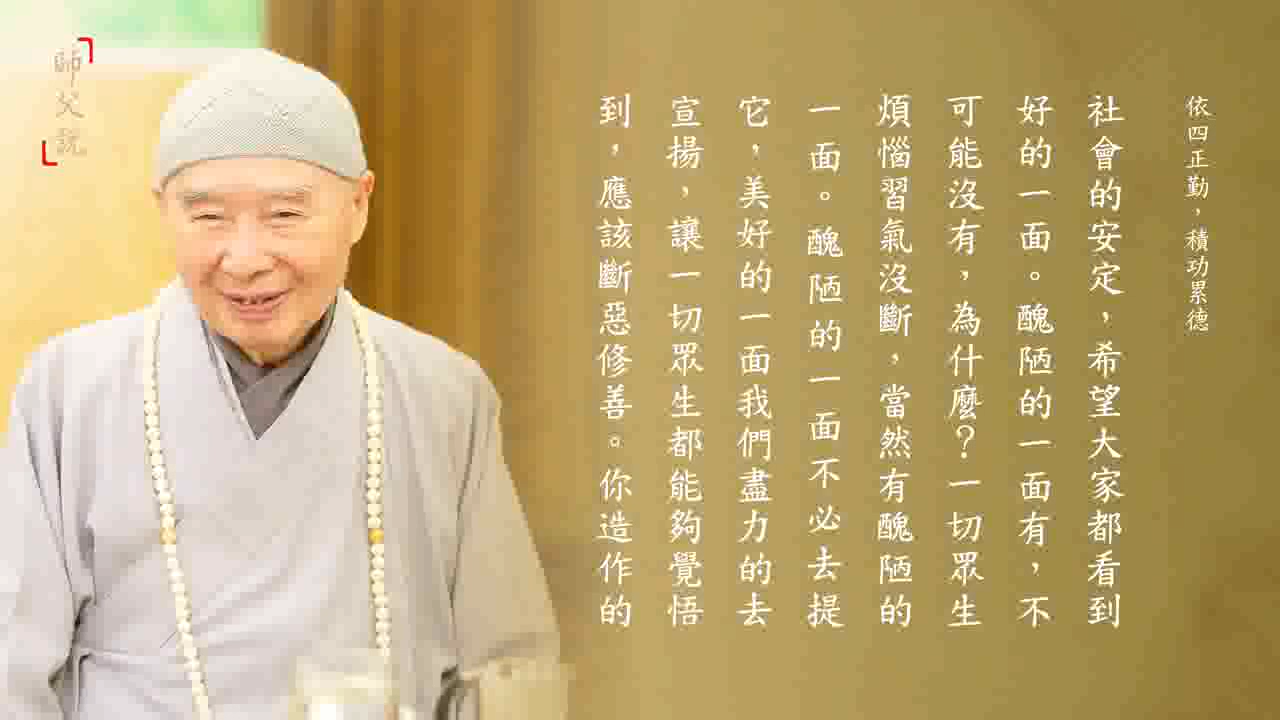 師父說
依四正勤，積功累德
社會的安定，希望大家都看到
好的一面。醜陋的一面有，不
可能沒有，為什麼？一切眾生
煩惱習氣沒斷，當然有醜陋的
一面。醜陋的一面不必去提
它，美好的一面我們盡力的去
宣揚，讓一切眾生都能夠覺悟
到，應該斷惡修善。你造作的